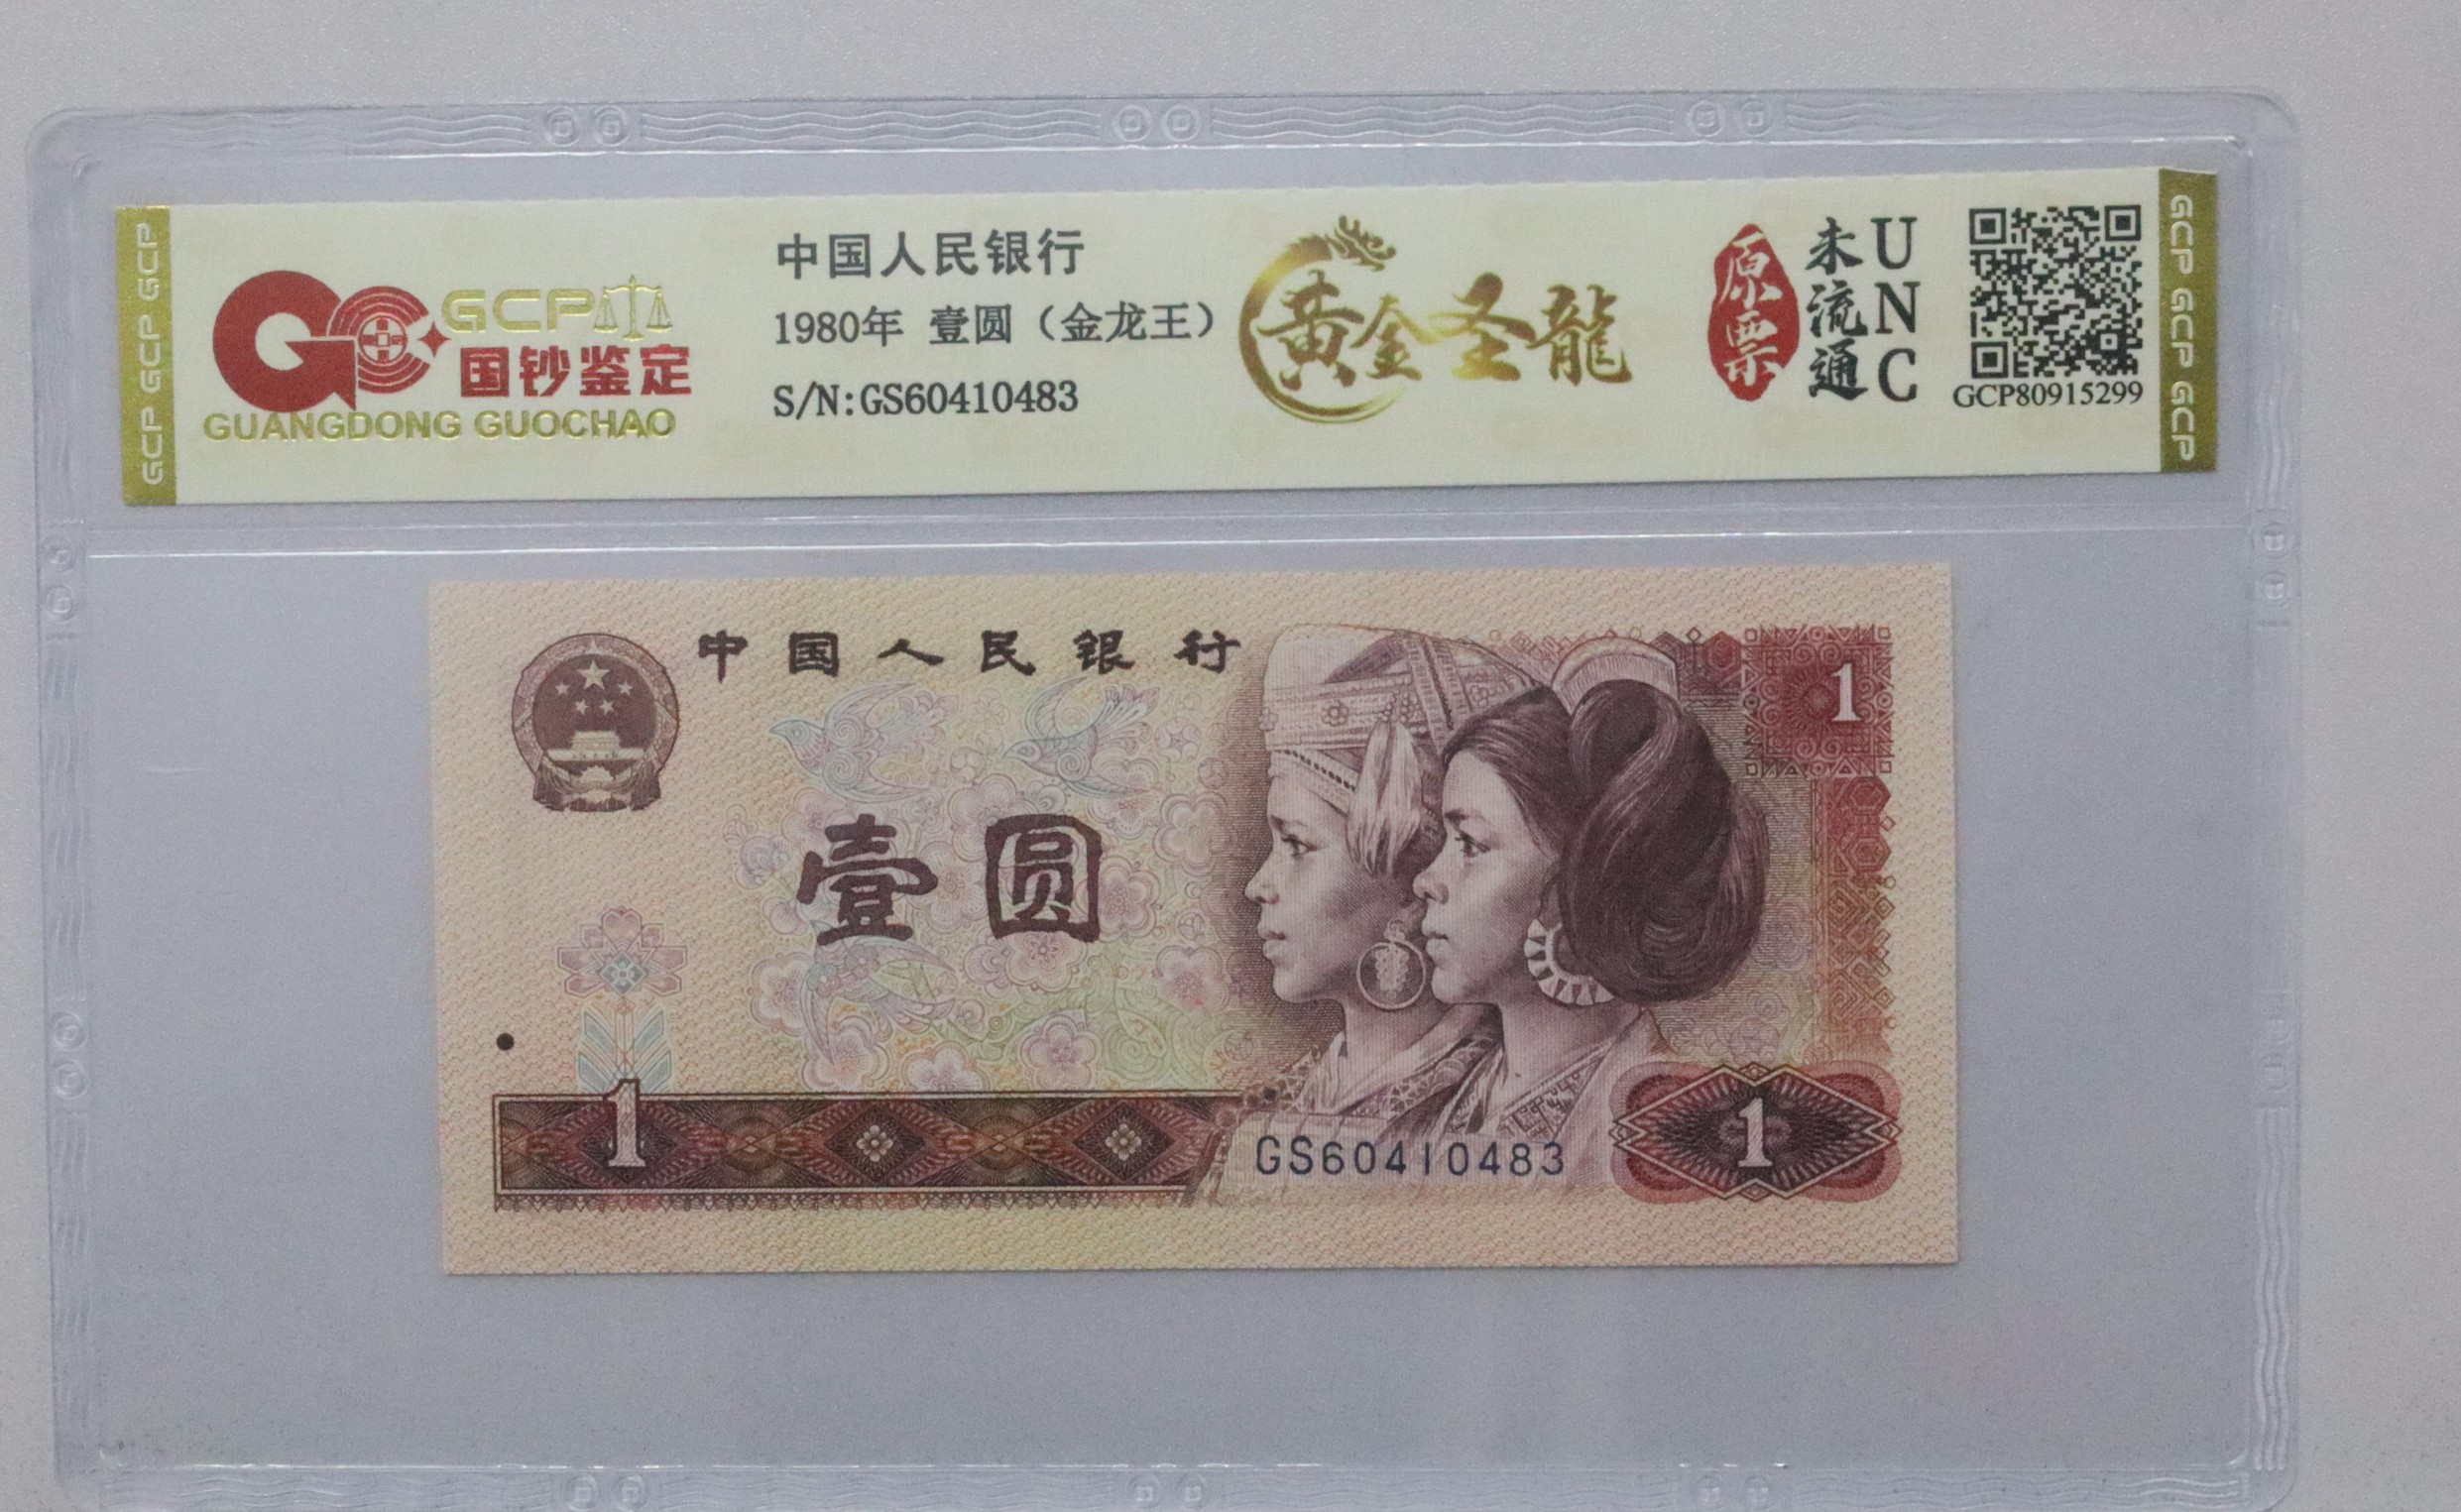 GCP GCP GCP
GCP
国钞鉴定
GUANGDONG GUOCHAO
中国人民银行
1980年 壹圆（金龙王）
S/N:GS60410483
黄金圣龍
原票
未流通
UNC
GCP80915299
GCP GCP GCP
中国人民银行
1
壹圆
1
GS60410483
1